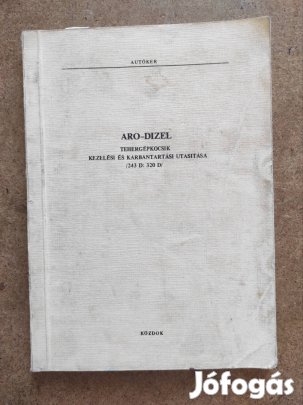 AUTÓKER
ARO-DIZEL
TEHERGÉPKOCSIK
KEZELÉSI ÉS KARBANTARTÁSI UTASÍTÁSA
/243 D; 320 D/
KÖZDOK
Jófogás